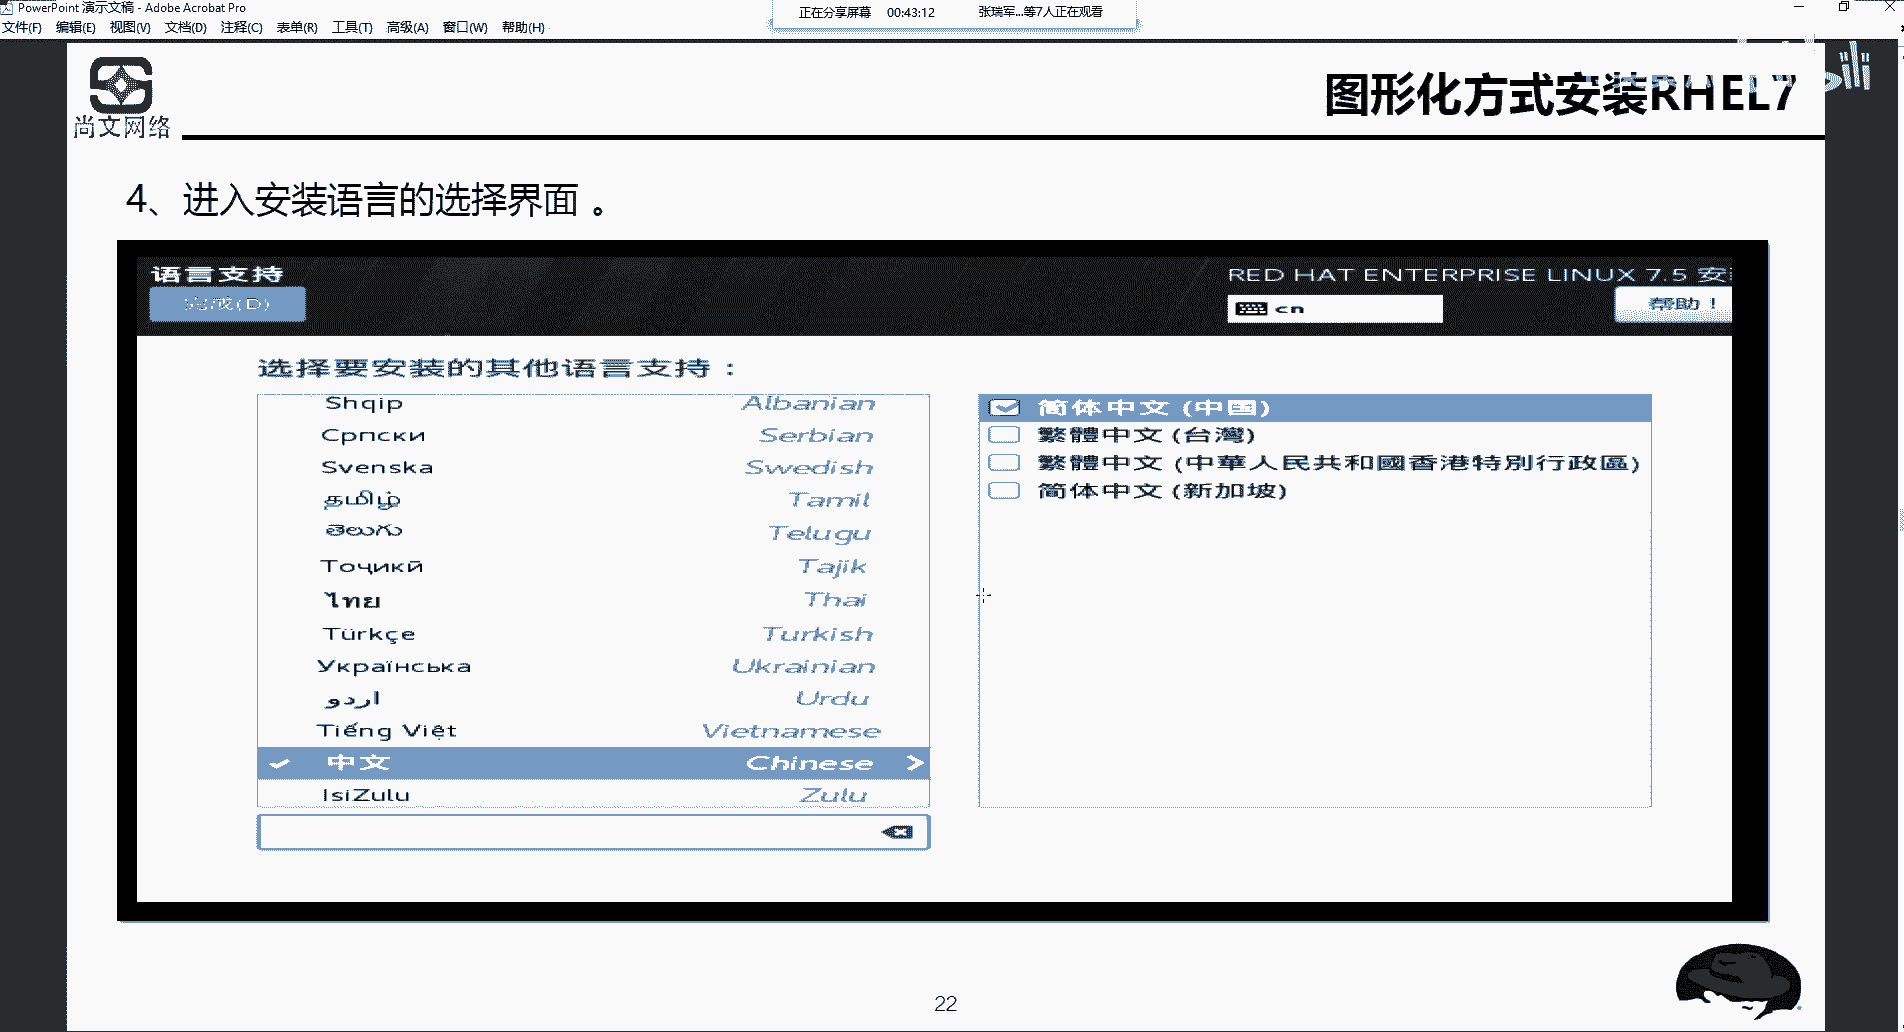 PowerPoint 演示文稿 - Adobe Acrobat Pro
正在分享屏幕 00:43:12 张瑞军...等7人正在观看
文件(F) 编辑(E) 视图(V) 文档(D) 注释(C) 表单(R) 工具(T) 高级(A) 窗口(W) 帮助(H)
尚文网络
图形化方式安装RHEL7
4、进入安装语言的选择界面 。
语言支持
RED HAT ENTERPRISE LINUX 7.5 安
完成(D)
cn
帮助！
选择要安装的其他语言支持：
Shqip Albanian
Српски Serbian
Svenska Swedish
தமிழ் Tamil
తెలుగు Telugu
Тоҷикӣ Tajik
ไทย Thai
Türkçe Turkish
Українська Ukrainian
اردو Urdu
Tiếng Việt Vietnamese
中文 Chinese
IsiZulu Zulu
简体中文 (中国)
繁體中文 (台灣)
繁體中文 (中華人民共和國香港特別行政區)
简体中文 (新加坡)
22